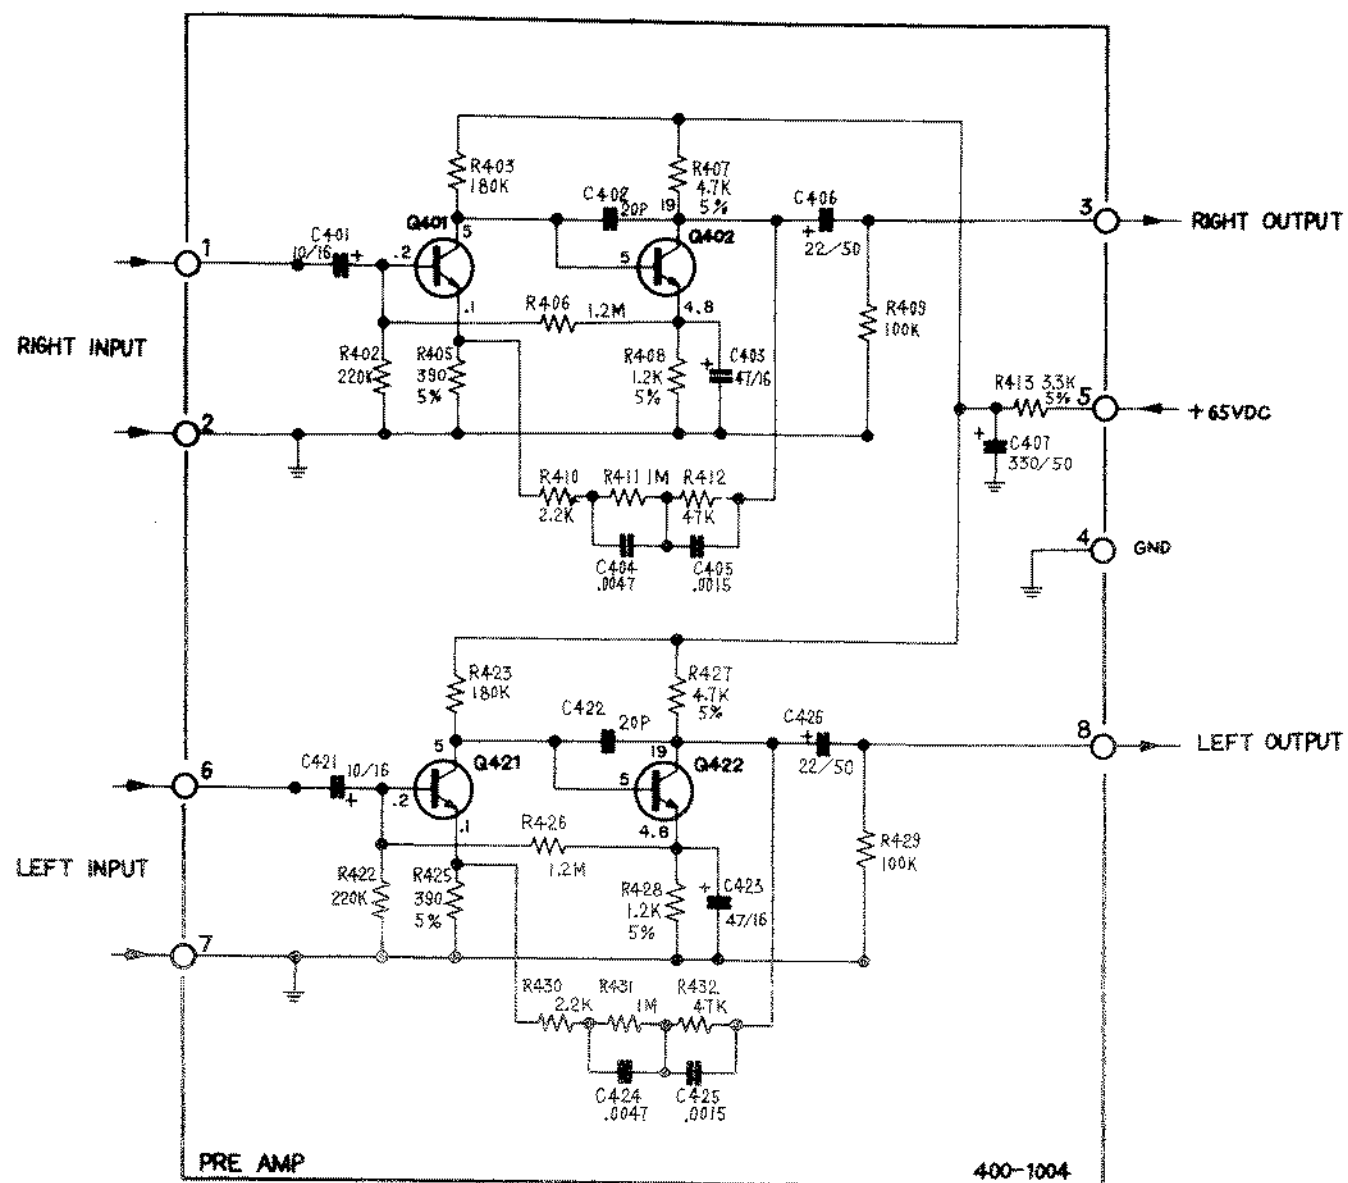 R403
180K
R407
4.7K
5%
C402
20P
19
C406
+
22/50
3
RIGHT OUTPUT
Q401
5
Q402
1
C401
10/16
+
.2
5
.1
R406
1.2M
4.8
R409
100K
RIGHT INPUT
R402
220K
R405
390
5%
R408
1.2K
5%
+
C403
47/16
R413 3.3K
5%
5
+65VDC
2
+
C407
330/50
R410
2.2K
R411 1M
R412
47K
C404
.0047
C405
.0015
4
GND
R423
180K
R427
4.7K
5%
C422
20P
C426
+
22/50
8
LEFT OUTPUT
5
Q421
19
Q422
6
C421
10/16
+
.2
5
.1
R426
1.2M
4.8
R429
100K
LEFT INPUT
R422
220K
R425
390
5%
R428
1.2K
5%
+
C423
47/16
7
R430
2.2K
R431
1M
R432
47K
C424
.0047
C425
.0015
PRE AMP
400-1004